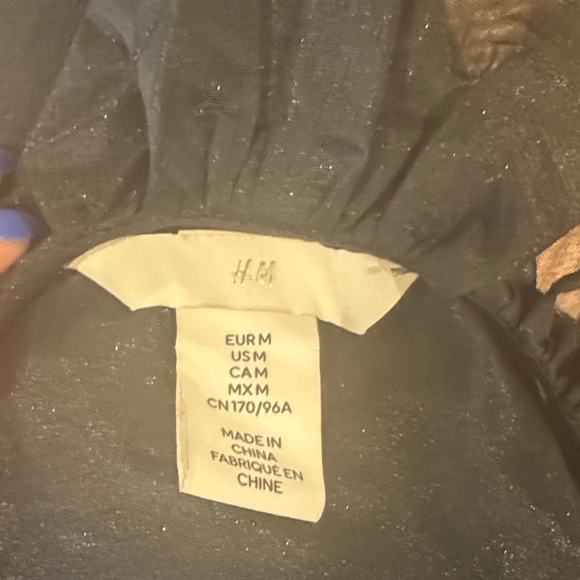 H&M
EUR M
US M
CA M
MX M
CN 170/96A
MADE IN
CHINA
FABRIQUÉ EN
CHINE